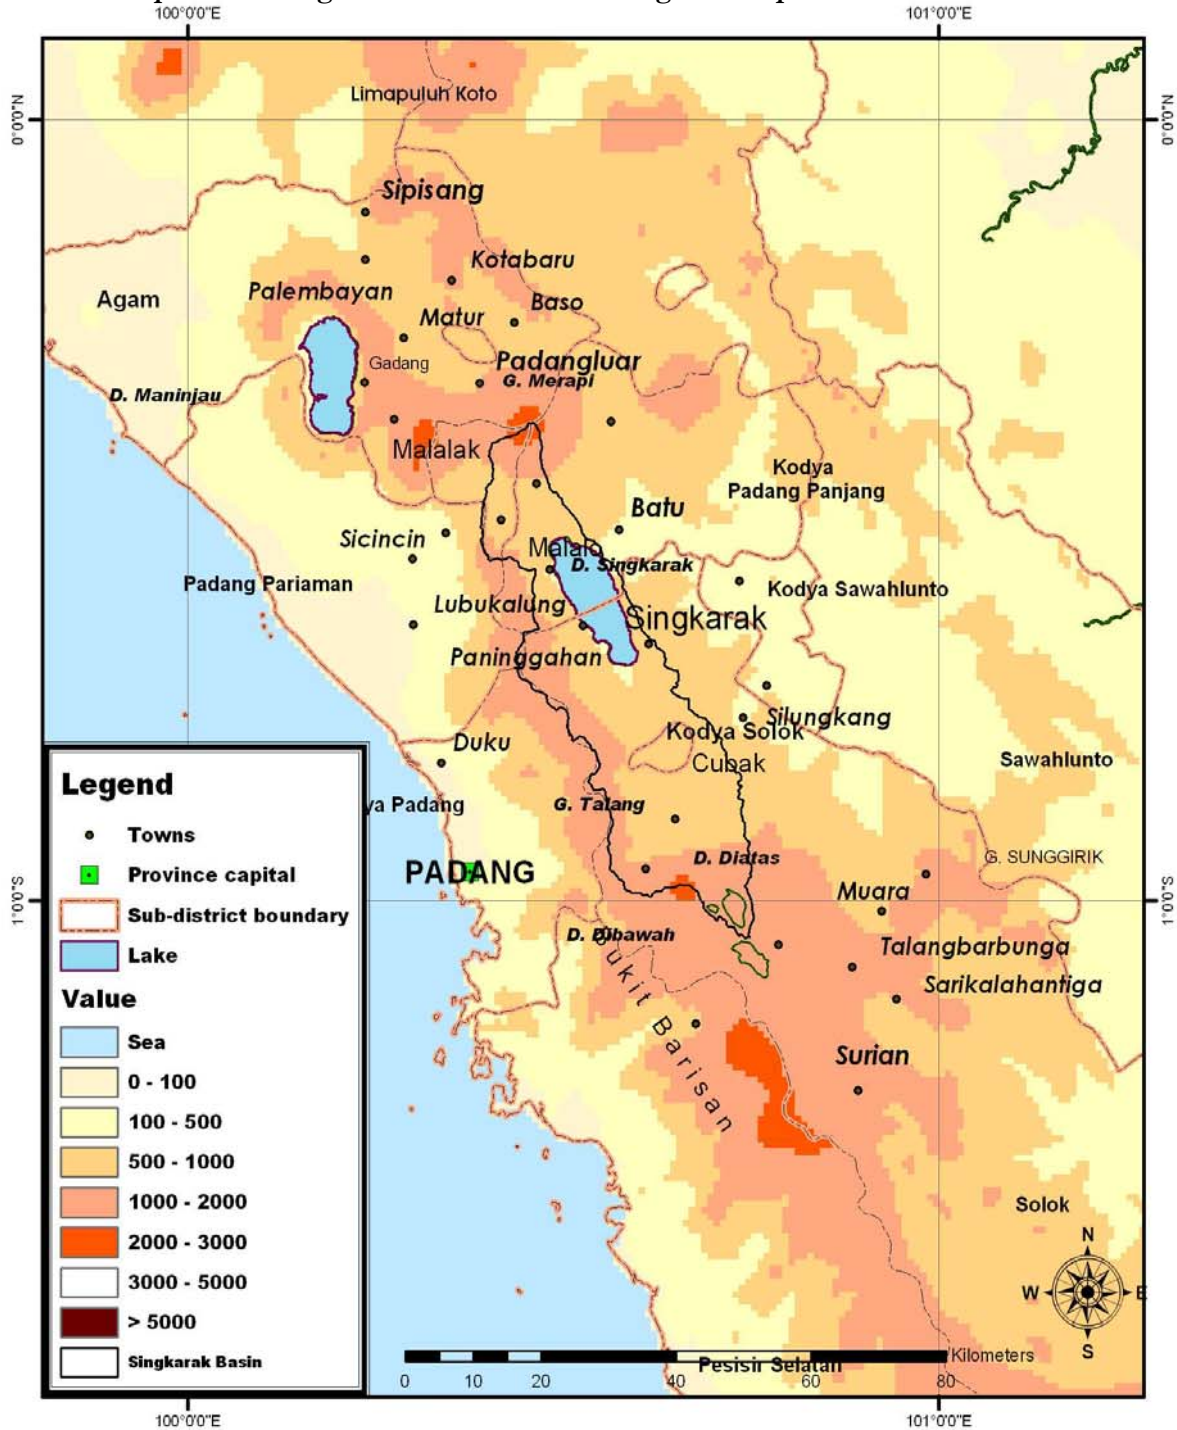 100°0'0"E
101°0'0"E
0°0'0"N
0°0'0"N
Limapuluh Koto
Sipisang
Kotabaru
Palembayan
Agam
Baso
Matur
Padangluar
Gadang
G. Merapi
D. Maninjau
Malalak
Kodya
Padang Panjang
Batu
Sicincin
Malalo
D. Singkarak
Padang Pariaman
Kodya Sawahlunto
Lubukalung
Singkarak
Paninggahan
Silungkang
Kodya Solok
Duku
Cubak
Sawahlunto
ya Padang
G. Talang
D. Diatas
G. SUNGGIRIK
PADANG
Muara
1°0'0"S
1°0'0"S
D. Dibawah
Talangbarbunga
Sarikalahantiga
Bukit Barisan
Surian
Solok
Legend
Towns
Province capital
Sub-district boundary
Lake
Value
Sea
0 - 100
100 - 500
500 - 1000
1000 - 2000
2000 - 3000
3000 - 5000
> 5000
Singkarak Basin
N
W
E
S
Kilometers
Pesisir Selatan
0 10 20 40 60 80
100°0'0"E
101°0'0"E